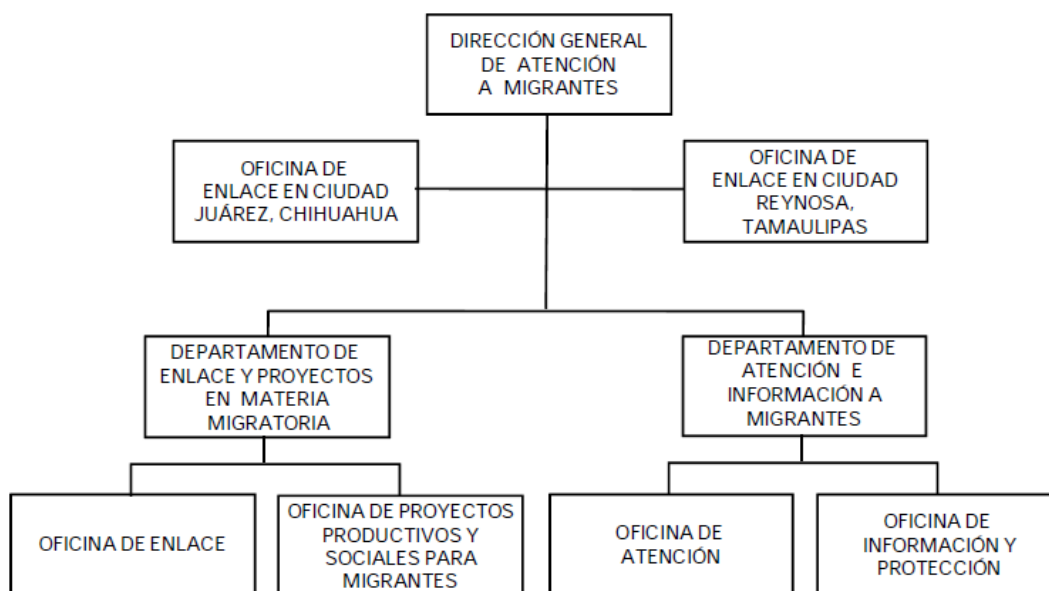 DIRECCIÓN GENERAL
DE ATENCIÓN
A MIGRANTES
OFICINA DE
ENLACE EN CIUDAD
JUÁREZ, CHIHUAHUA
OFICINA DE
ENLACE EN CIUDAD
REYNOSA,
TAMAULIPAS
DEPARTAMENTO DE
ENLACE Y PROYECTOS
EN MATERIA
MIGRATORIA
DEPARTAMENTO DE
ATENCIÓN E
INFORMACIÓN A
MIGRANTES
OFICINA DE ENLACE
OFICINA DE PROYECTOS
PRODUCTIVOS Y
SOCIALES PARA
MIGRANTES
OFICINA DE
ATENCIÓN
OFICINA DE
INFORMACIÓN Y
PROTECCIÓN